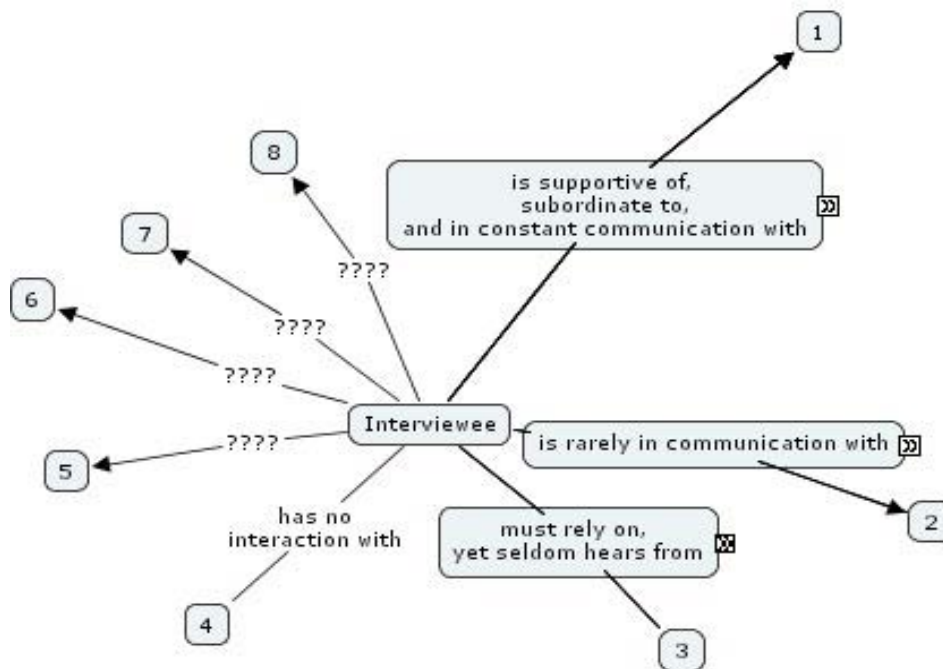 1
8
is supportive of,
subordinate to,
and in constant communication with
7
????
6
????
????
Interviewee
????
is rarely in communication with
5
has no
interaction with
must rely on,
yet seldom hears from
2
4
3